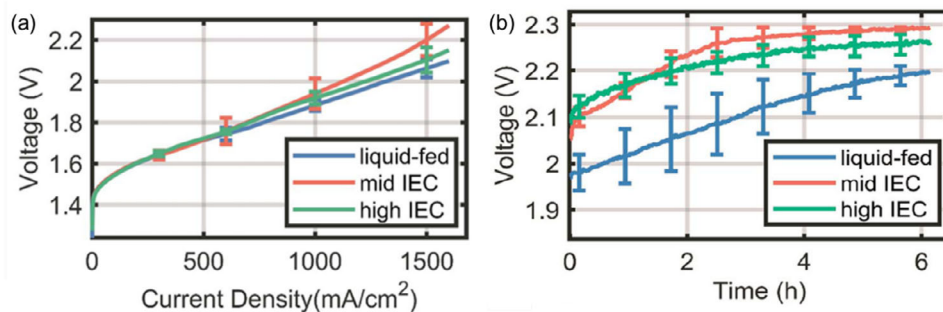 (a)
Voltage (V)
2.2
2.0
1.8
1.6
1.4
liquid-fed
mid IEC
high IEC
0 500 1000 1500
Current Density(mA/cm²)
(b)
Voltage (V)
2.3
2.2
2.1
2
1.9
liquid-fed
mid IEC
high IEC
0 2 4 6
Time (h)